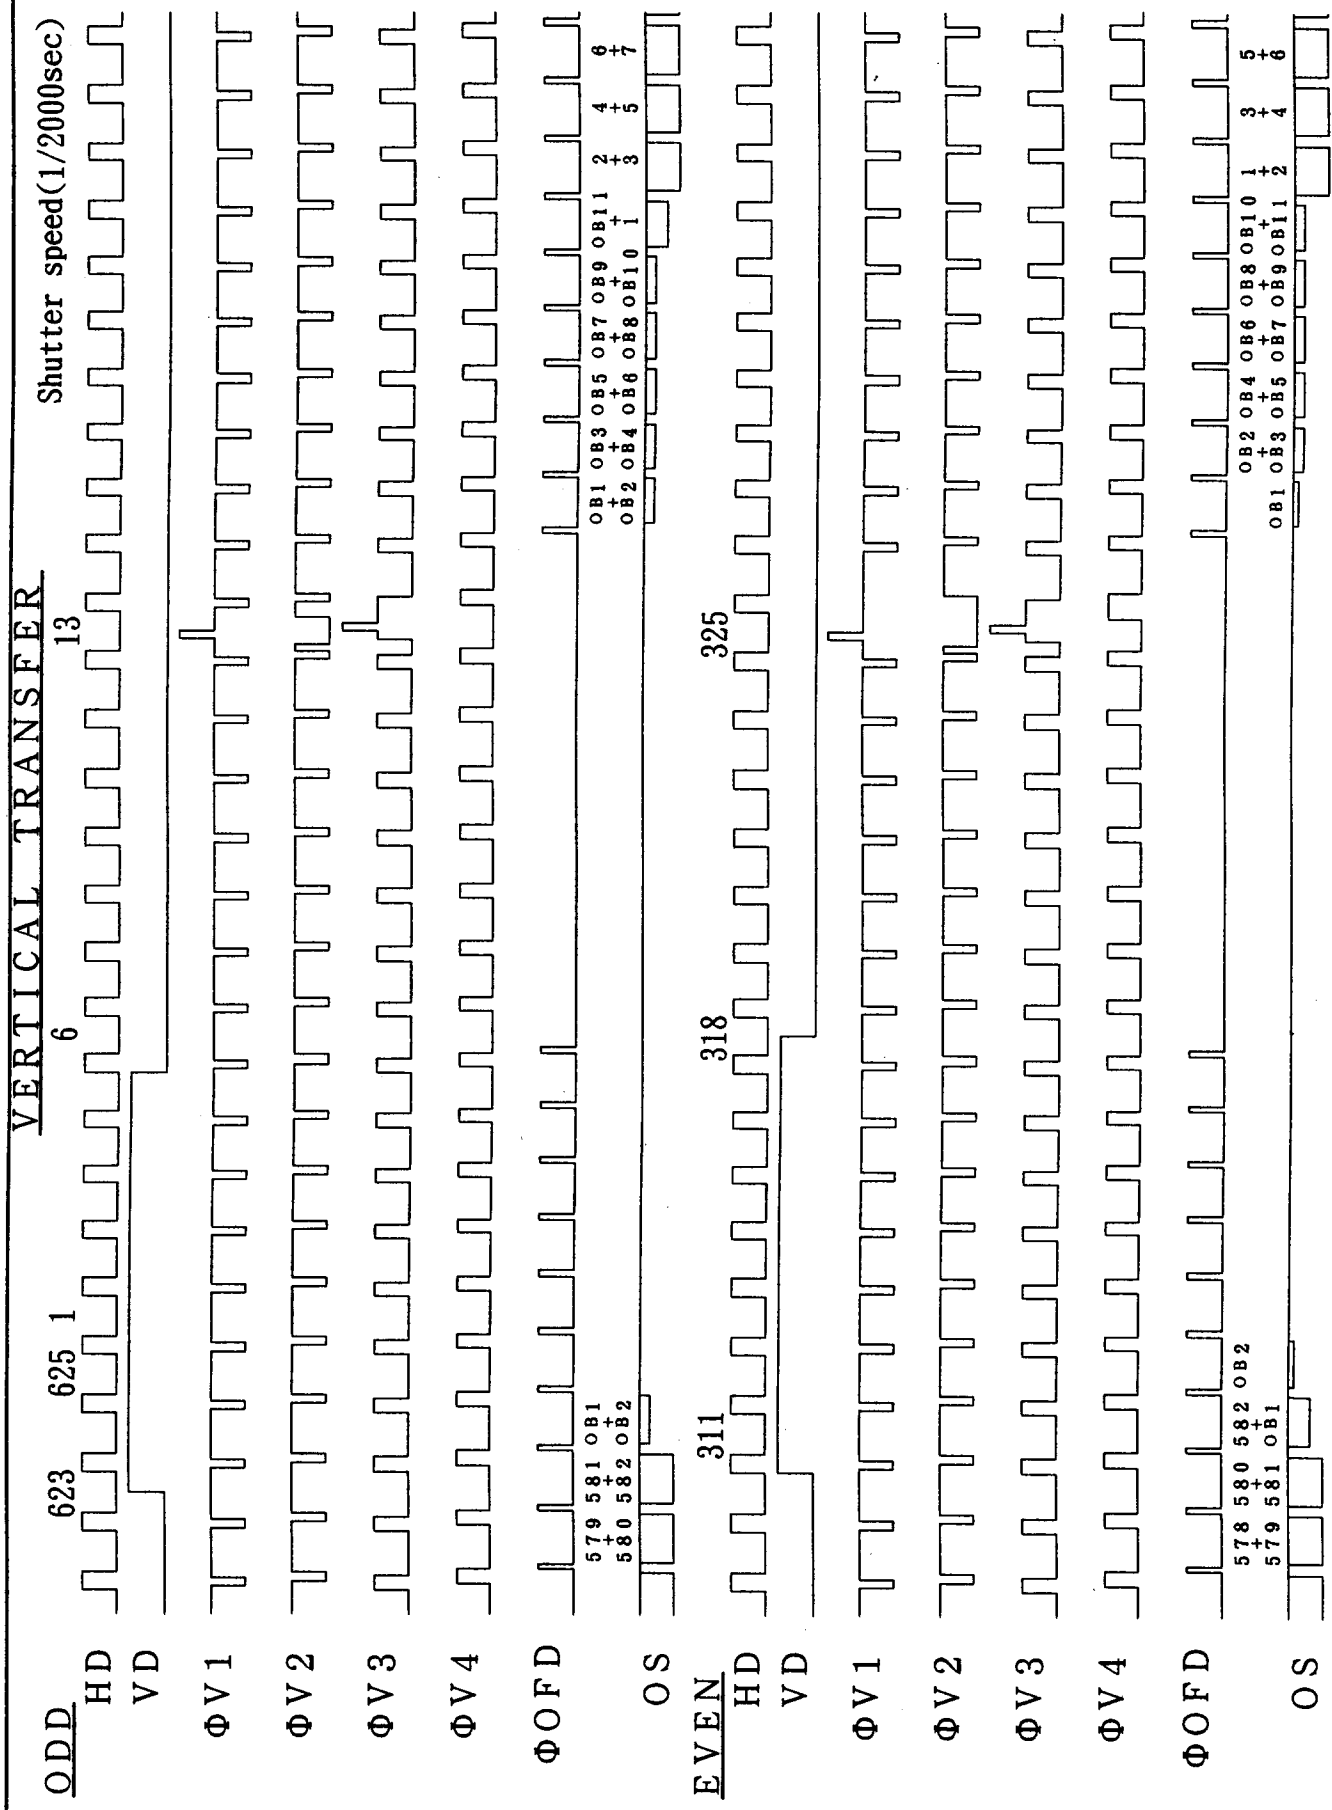 VERTICAL TRANSFER
Shutter speed(1/2000sec)
ODD
623 625 1 6 13
HD
VD
ΦV1
ΦV2
ΦV3
ΦV4
ΦOFD
579 581 OB1 OB1 OB3 OB5 OB7 OB9 OB11 2 4 6
+ + + + + + + + + + + +
580 582 OB2 OB2 OB4 OB6 OB8 OB10 1 3 5 7
OS
EVEN
311 318 325
HD
VD
ΦV1
ΦV2
ΦV3
ΦV4
ΦOFD
578 580 582 OB2 OB2 OB4 OB6 OB8 OB10 1 3 5
+ + + + + + + + + + +
579 581 OB1 OB1 OB3 OB5 OB7 OB9 OB11 2 4 6
OS